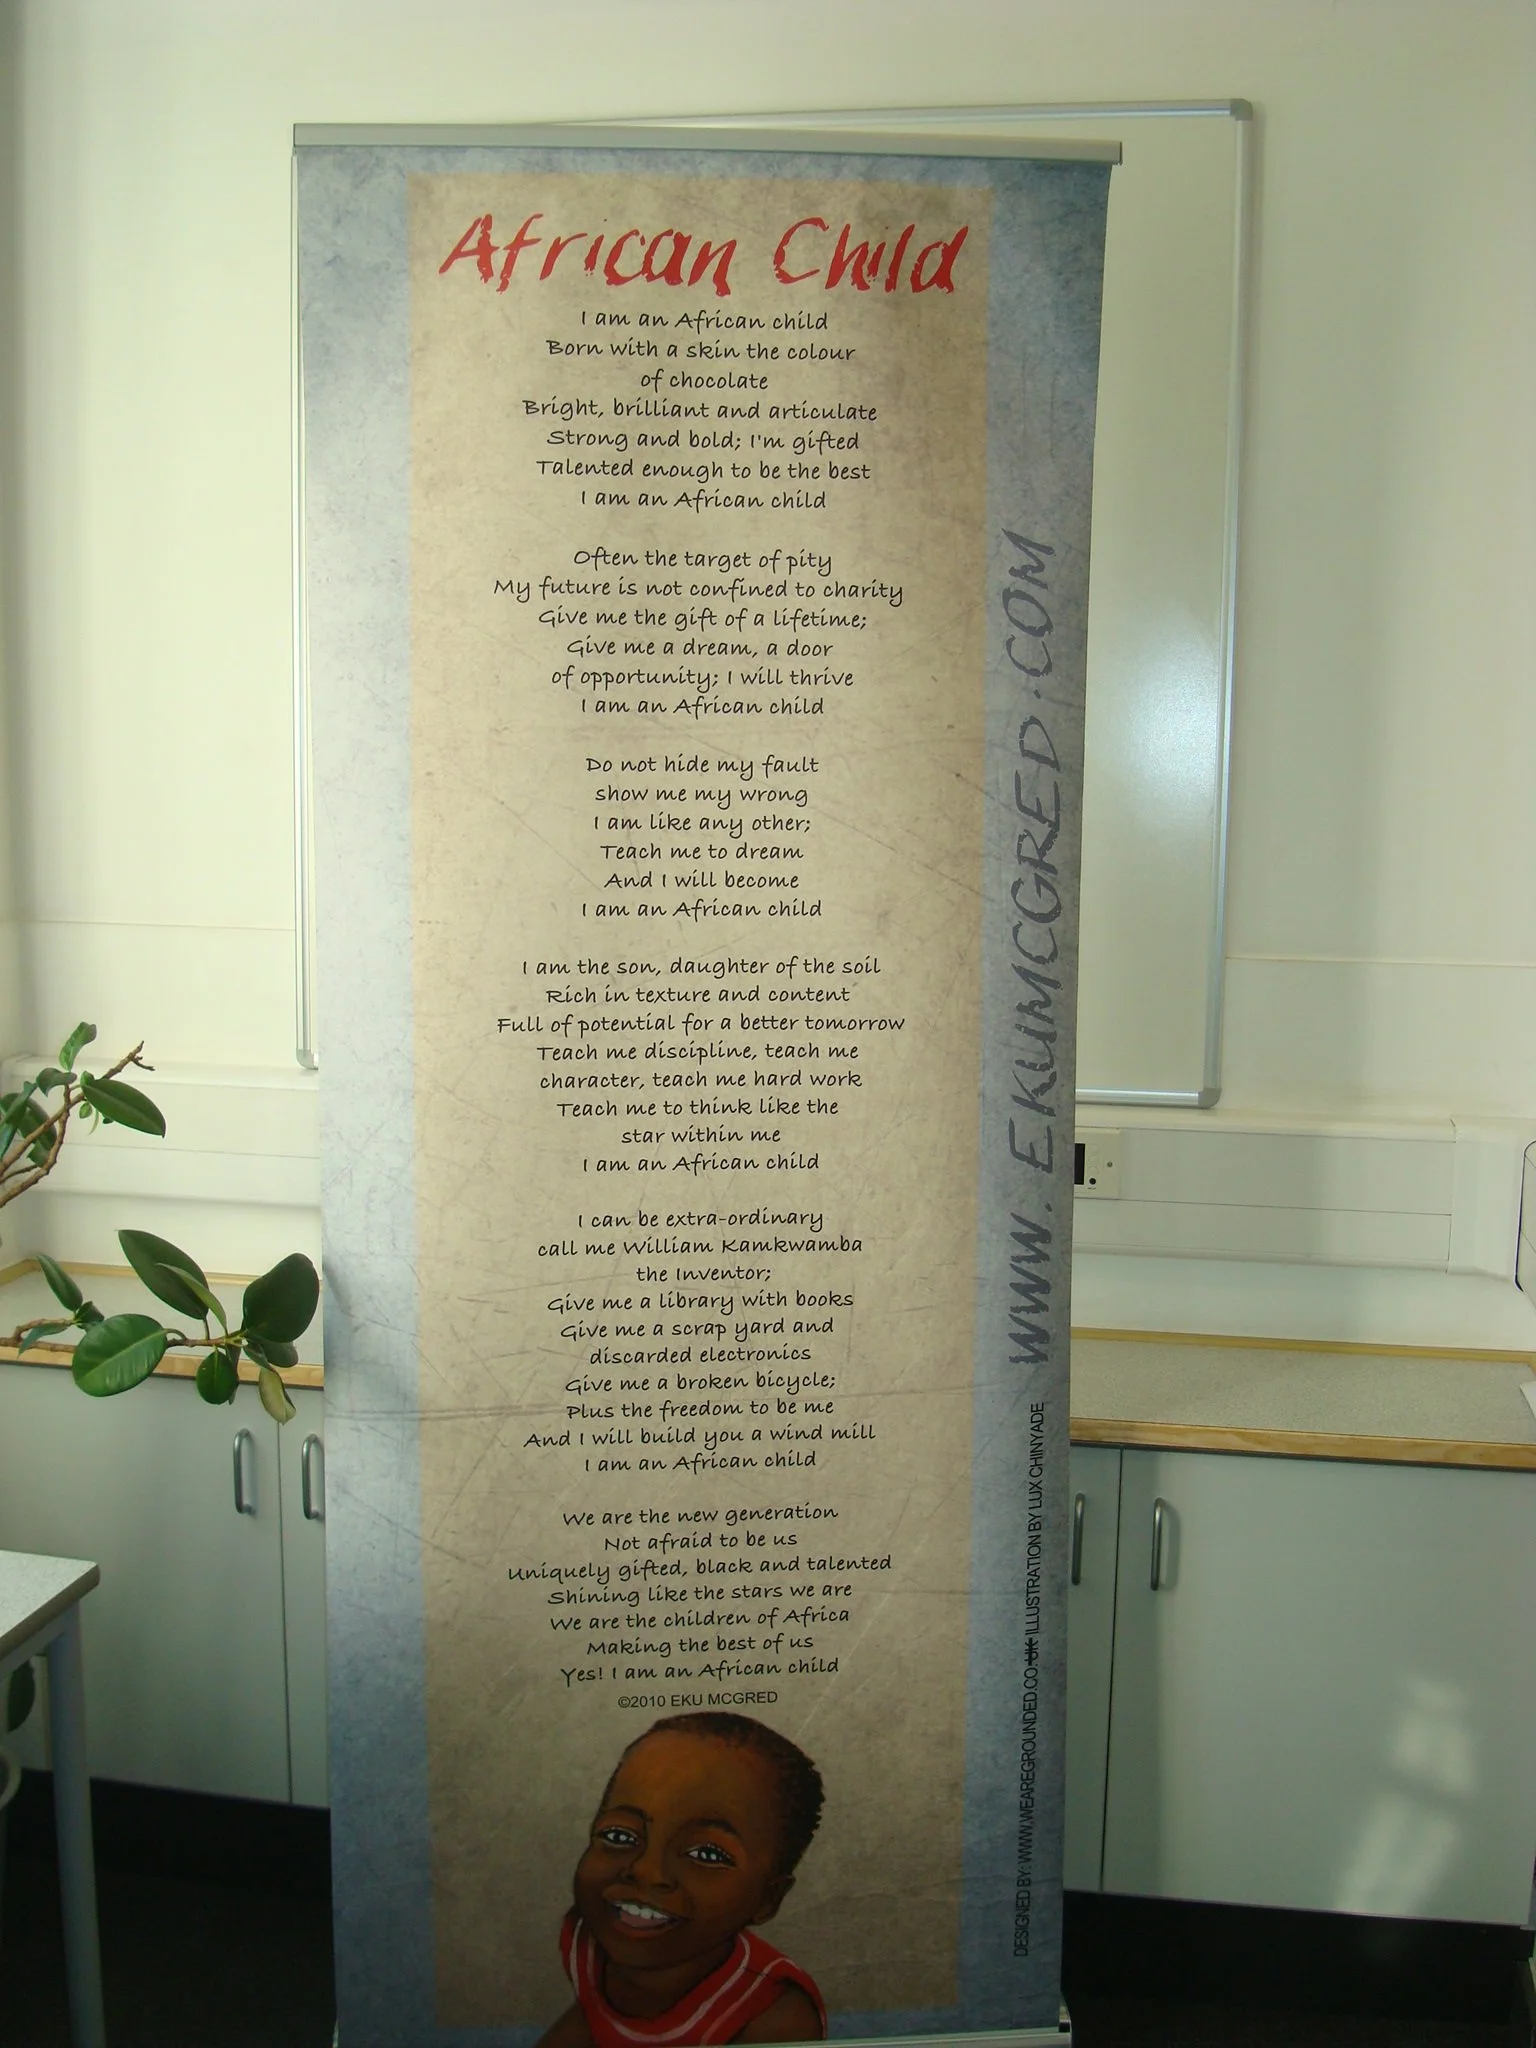 African Child
I am an African child
Born with a skin the colour
of chocolate
Bright, brilliant and articulate
Strong and bold; I'm gifted
Talented enough to be the best
I am an African child
Often the target of pity
My future is not confined to charity
Give me the gift of a lifetime;
Give me a dream, a door
of opportunity; I will thrive
I am an African child
Do not hide my fault
show me my wrong
I am like any other;
Teach me to dream
And I will become
I am an African child
I am the son, daughter of the soil
Rich in texture and content
Full of potential for a better tomorrow
Teach me discipline, teach me
character, teach me hard work
Teach me to think like the
star within me
I am an African child
I can be extra-ordinary
call me William Kamkwamba
the Inventor;
Give me a library with books
Give me a scrap yard and
discarded electronics
Give me a broken bicycle;
Plus the freedom to be me
And I will build you a wind mill
I am an African child
We are the new generation
Not afraid to be us
Uniquely gifted, black and talented
Shining like the stars we are
We are the children of Africa
Making the best of us
Yes! I am an African child
©2010 EKU MCGRED
WWW.EKUMCGRED.COM
DESIGNED BY: WWW.WEAREGROUNDED.CO.UK ILLUSTRATION BY LUX CHINYADE